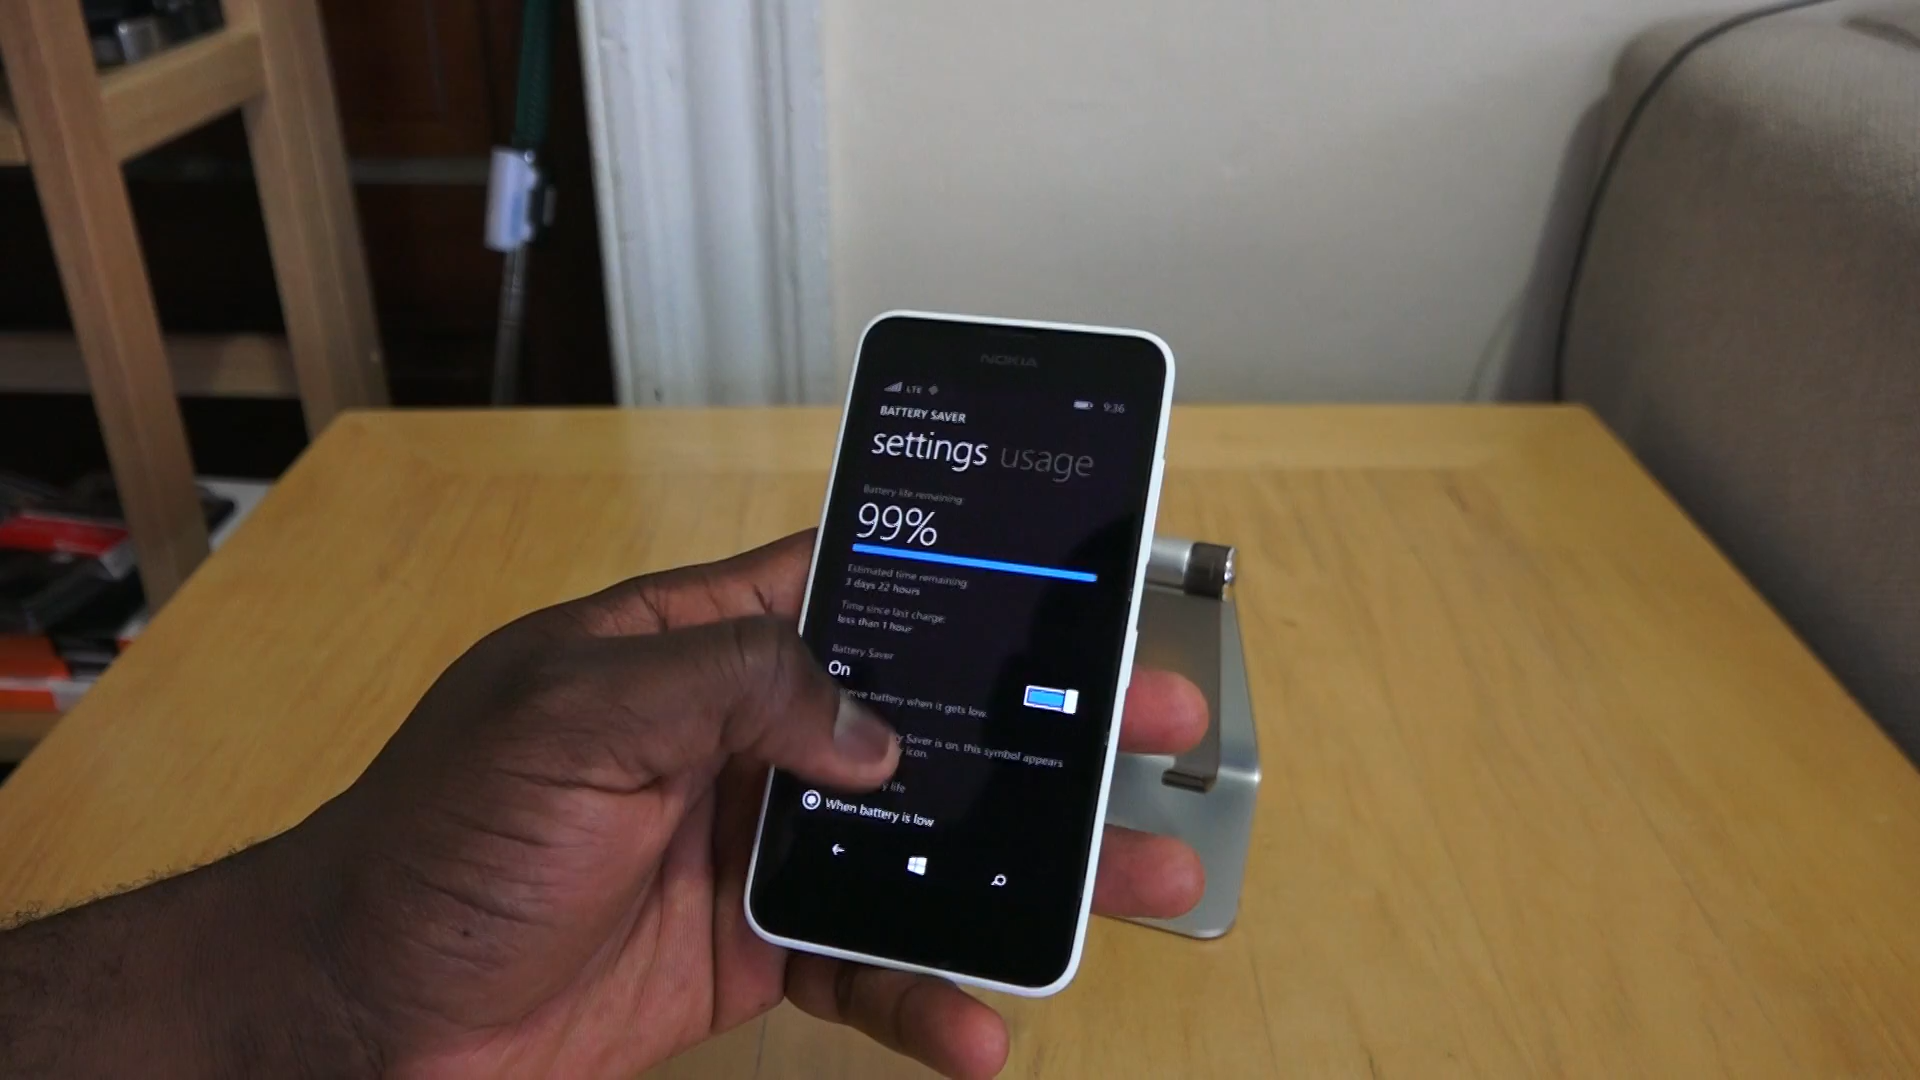 NOKIA
LTE
9:36
BATTERY SAVER
settings usage
Battery life remaining:
99%
Estimated time remaining:
3 days 22 hours
Time since last charge:
less than 1 hour
Battery Saver
On
battery when it gets low.
Saver is on, this symbol appears
icon.
life
When battery is low